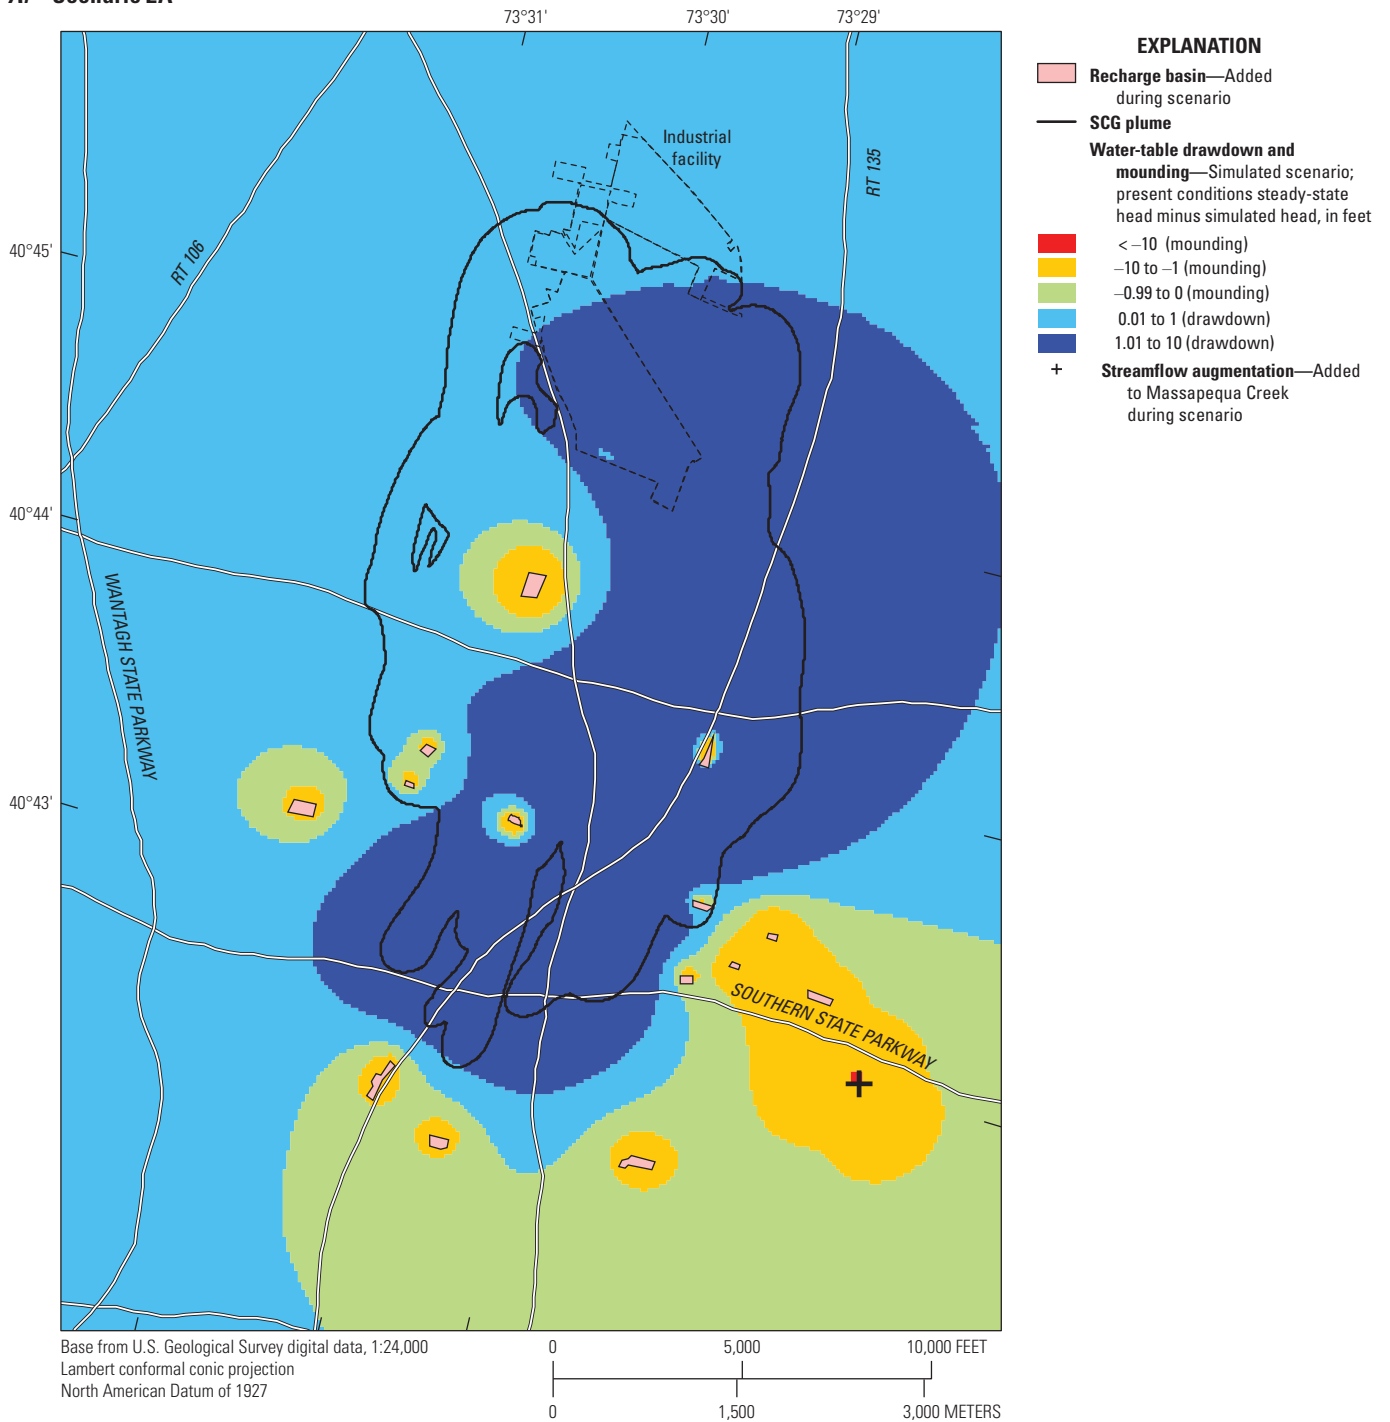 73°31'
73°30'
73°29'
40°45'
40°44'
40°43'
Industrial
facility
RT 135
RT 106
WANTAGH STATE PARKWAY
SOUTHERN STATE PARKWAY
EXPLANATION
Recharge basin—Added
during scenario
SCG plume
Water-table drawdown and
mounding—Simulated scenario;
present conditions steady-state
head minus simulated head, in feet
< –10 (mounding)
–10 to –1 (mounding)
–0.99 to 0 (mounding)
0.01 to 1 (drawdown)
1.01 to 10 (drawdown)
+ Streamflow augmentation—Added
to Massapequa Creek
during scenario
Base from U.S. Geological Survey digital data, 1:24,000
Lambert conformal conic projection
North American Datum of 1927
0 5,000 10,000 FEET
0 1,500 3,000 METERS